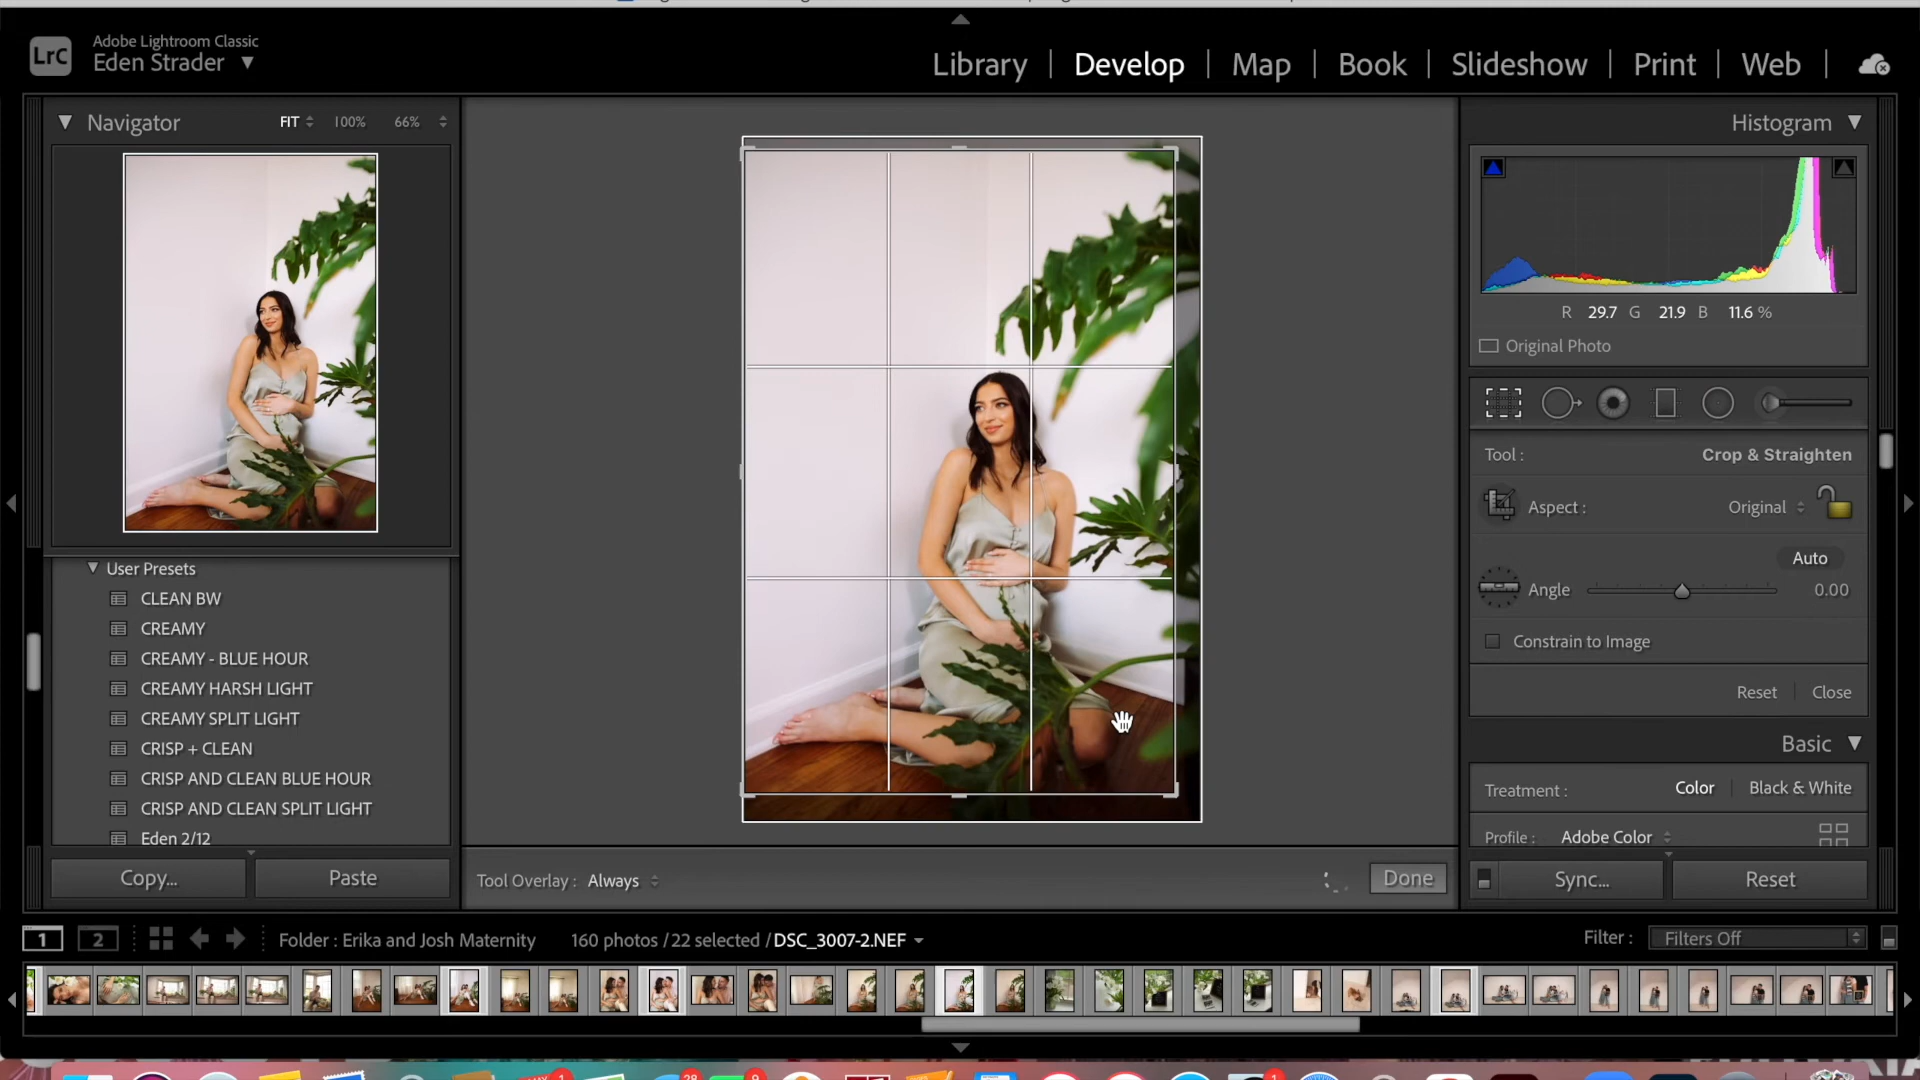 LrC
Adobe Lightroom Classic
Eden Strader ▼
Library | Develop | Map | Book | Slideshow | Print | Web |
Navigator
FIT 100% 66%
User Presets
CLEAN BW
CREAMY
CREAMY - BLUE HOUR
CREAMY HARSH LIGHT
CREAMY SPLIT LIGHT
CRISP + CLEAN
CRISP AND CLEAN BLUE HOUR
CRISP AND CLEAN SPLIT LIGHT
Eden 2/12
Copy... Paste
Tool Overlay : Always
Done
Histogram
R 29.7 G 21.9 B 11.6 %
Original Photo
Tool : Crop & Straighten
Aspect : Original
Auto
Angle 0.00
Constrain to Image
Reset Close
Basic
Treatment : Color Black & White
Profile : Adobe Color
Sync... Reset
1 2 Folder : Erika and Josh Maternity 160 photos / 22 selected / DSC_3007-2.NEF
Filter : Filters Off
1 28 9 1